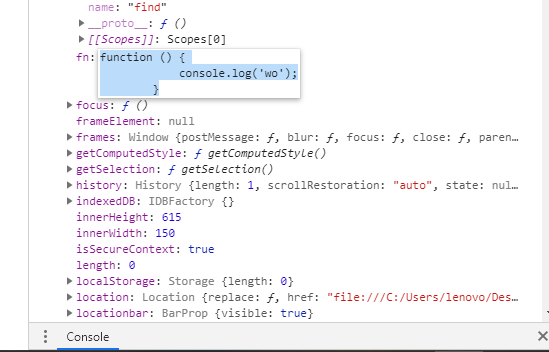 name: "find"
▶ __proto__: ƒ ()
▶ [[Scopes]]: Scopes[0]
fn: function () {
console.log('wo');
}
▶ focus: ƒ ()
frameElement: null
▶ frames: Window {postMessage: ƒ, blur: ƒ, focus: ƒ, close: ƒ, paren…
▶ getComputedStyle: ƒ getComputedStyle()
▶ getSelection: ƒ getSelection()
▶ history: History {length: 1, scrollRestoration: "auto", state: nul…
▶ indexedDB: IDBFactory {}
innerHeight: 615
innerWidth: 150
isSecureContext: true
length: 0
▶ localStorage: Storage {length: 0}
▶ location: Location {replace: ƒ, href: "file:///C:/Users/lenovo/Des…
▶ locationbar: BarProp {visible: true}
Console